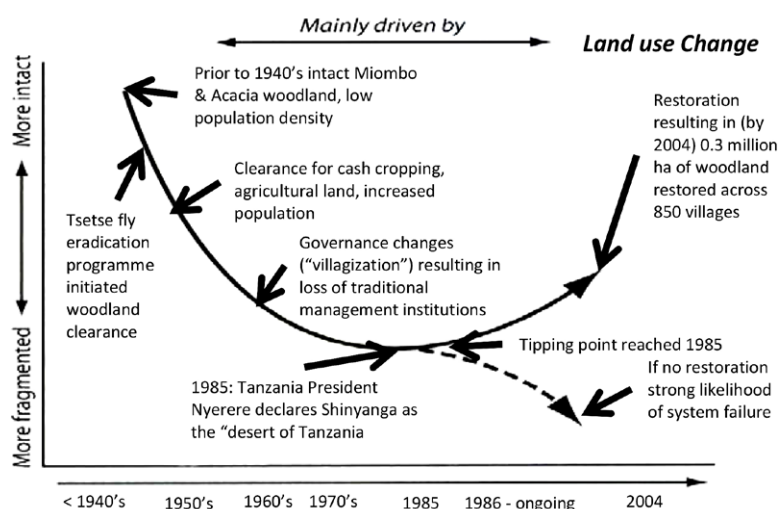 Mainly driven by
Land use Change
More intact
More fragmented
Prior to 1940's intact Miombo
& Acacia woodland, low
population density
Tsetse fly
eradication
programme
initiated
woodland
clearance
Clearance for cash cropping,
agricultural land, increased
population
Governance changes
("villagization") resulting in
loss of traditional
management institutions
1985: Tanzania President
Nyerere declares Shinyanga as
the "desert of Tanzania
Restoration
resulting in (by
2004) 0.3 million
ha of woodland
restored across
850 villages
Tipping point reached 1985
If no restoration
strong likelihood
of system failure
< 1940's 1950's 1960's 1970's 1985 1986 - ongoing 2004